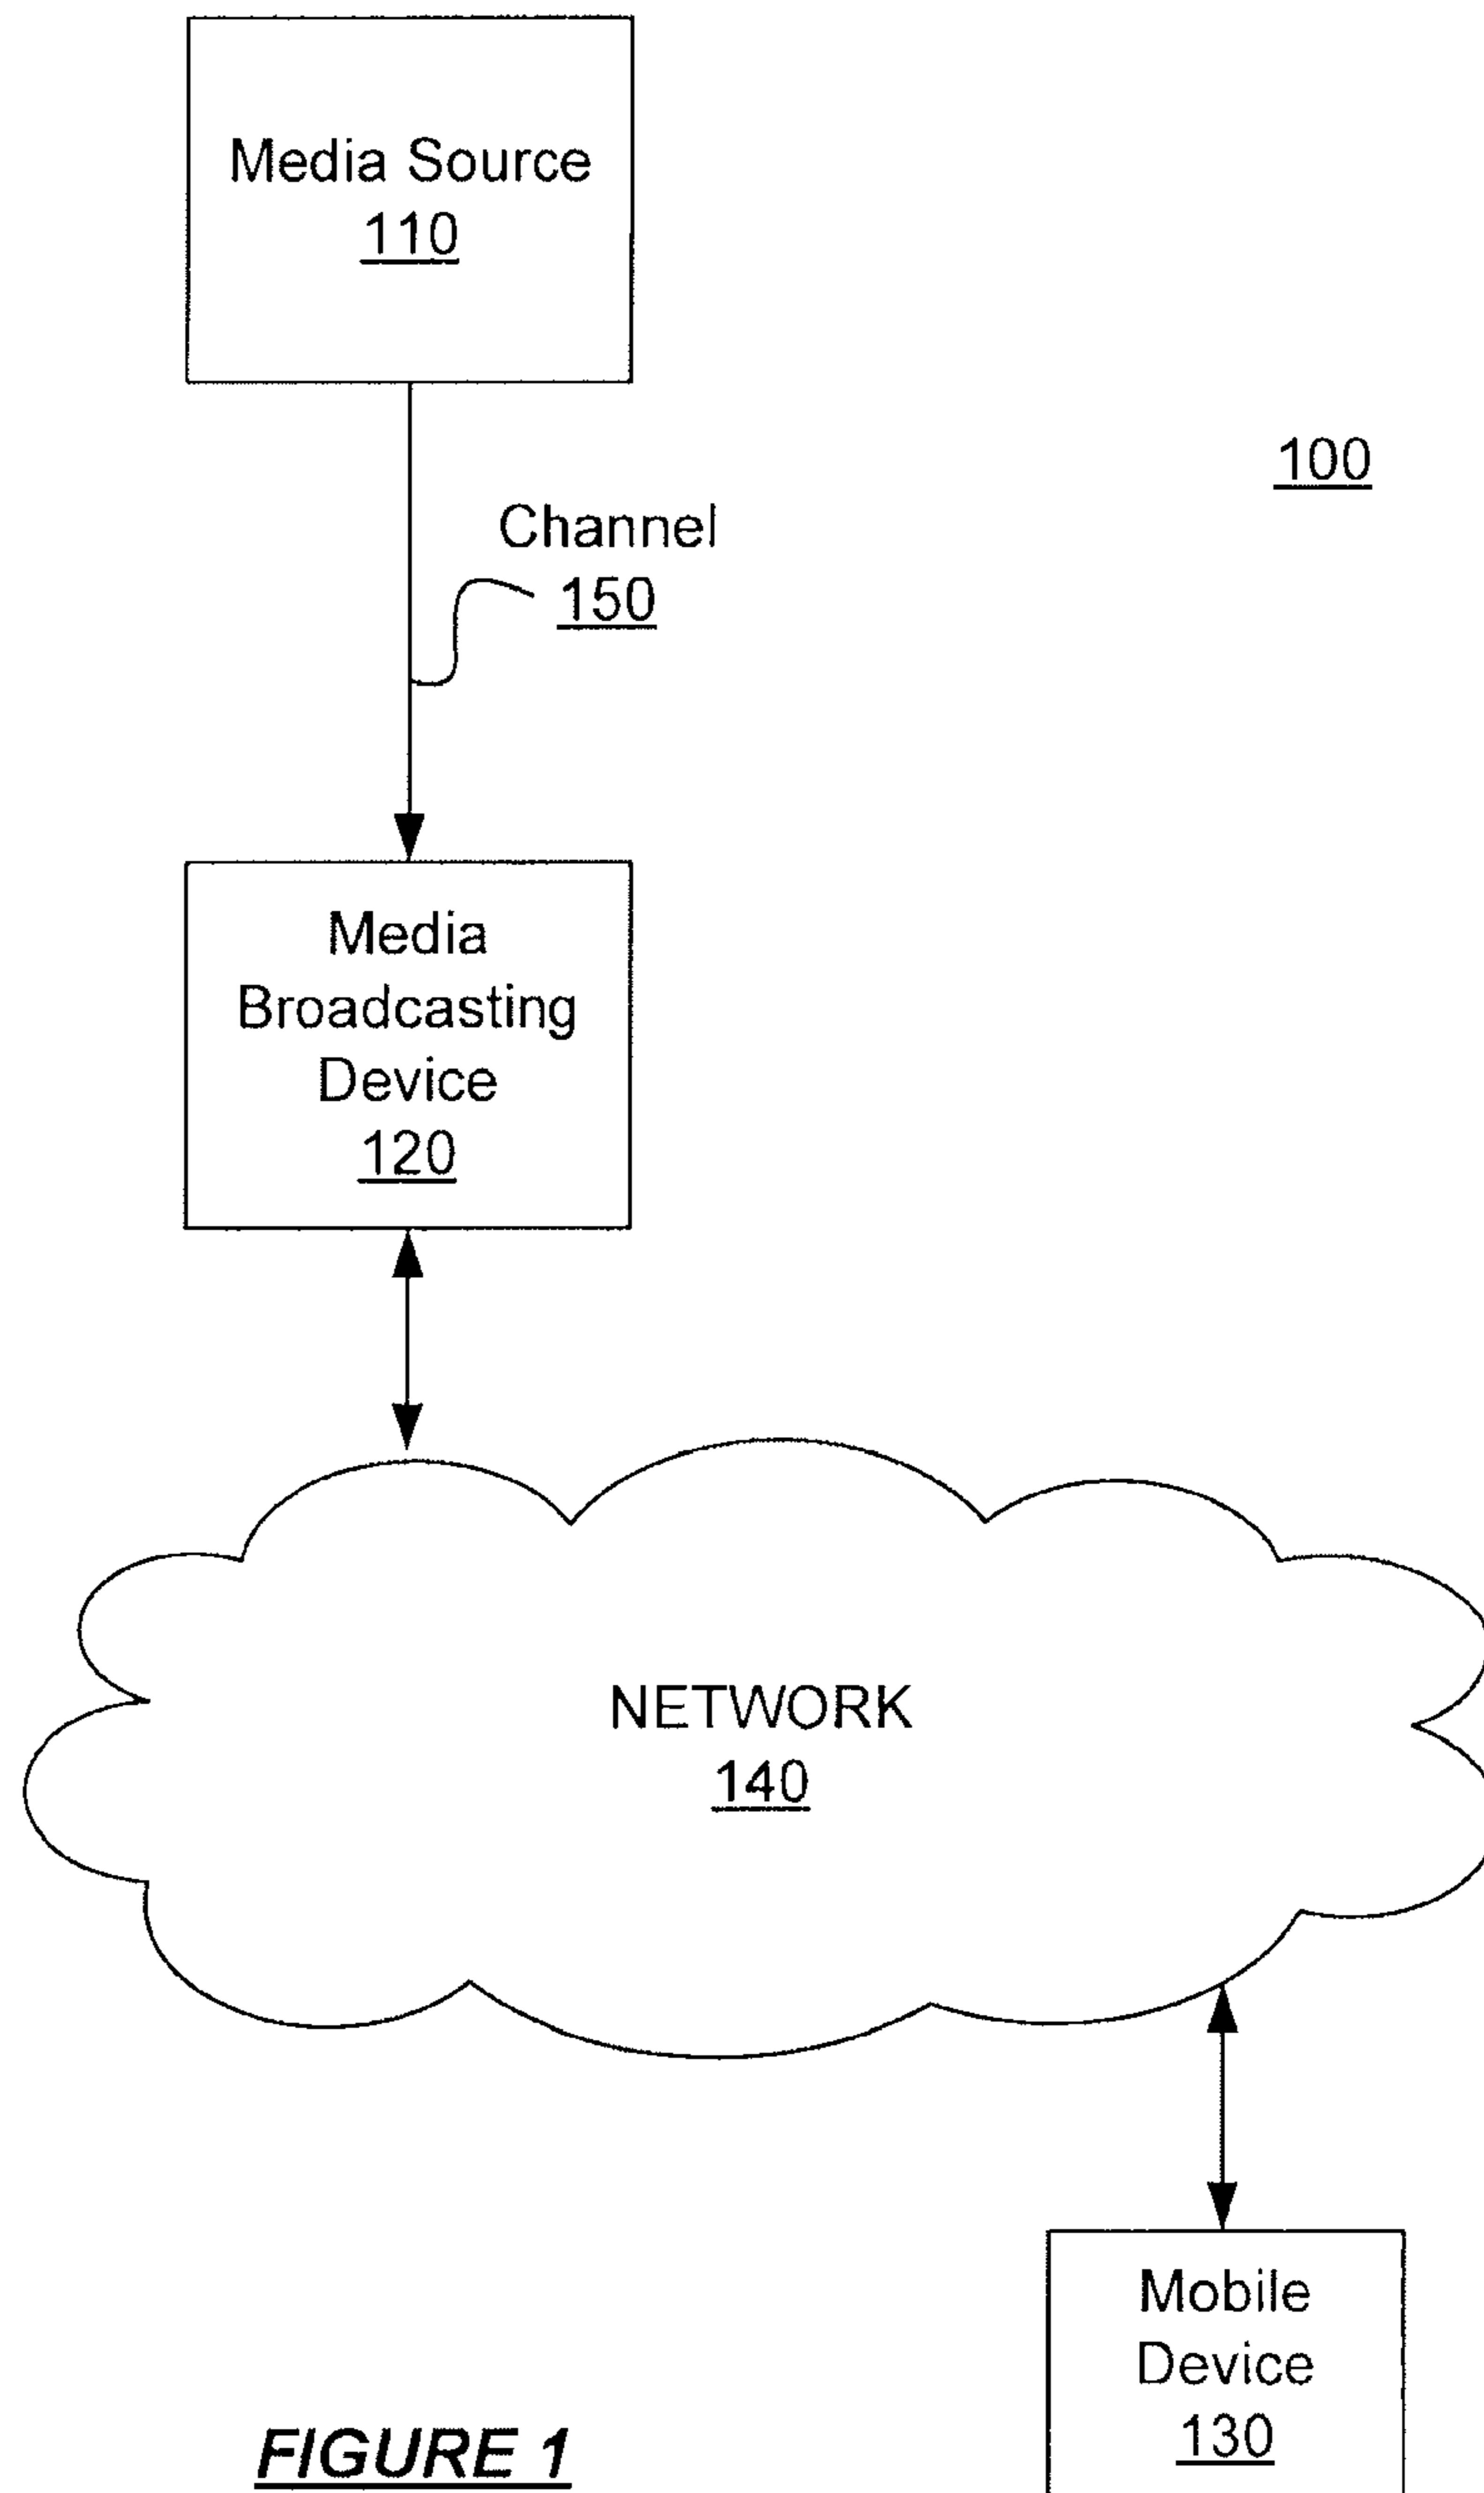 Media Source
110
100
Channel
150
Media
Broadcasting
Device
120
NETWORK
140
Mobile
Device
130
FIGURE 1